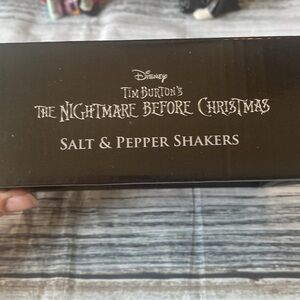 Disney
TIM BURTON'S
THE NIGHTMARE BEFORE CHRISTMAS
SALT & PEPPER SHAKERS